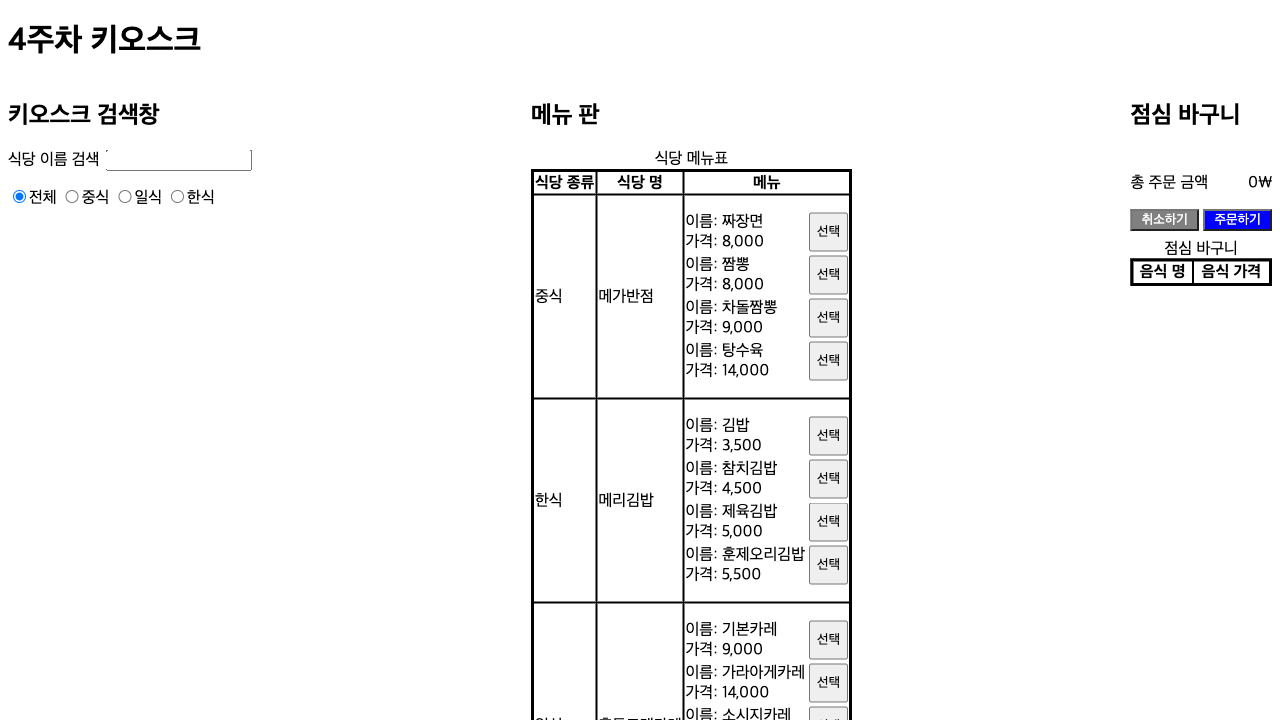 4주차 키오스크
키오스크 검색창
식당 이름 검색
전체 중식 일식 한식
메뉴 판
식당 메뉴표
식당 종류 식당 명 메뉴
중식 메가반점
이름: 짜장면
가격: 8,000
선택
이름: 짬뽕
가격: 8,000
선택
이름: 차돌짬뽕
가격: 9,000
선택
이름: 탕수육
가격: 14,000
선택
한식 메리김밥
이름: 김밥
가격: 3,500
선택
이름: 참치김밥
가격: 4,500
선택
이름: 제육김밥
가격: 5,000
선택
이름: 훈제오리김밥
가격: 5,500
선택
이름: 기본카레
가격: 9,000
선택
이름: 가라아게카레
가격: 14,000
선택
이름: 소시지카레
점심 바구니
총 주문 금액 0₩
취소하기 주문하기
점심 바구니
음식 명 음식 가격